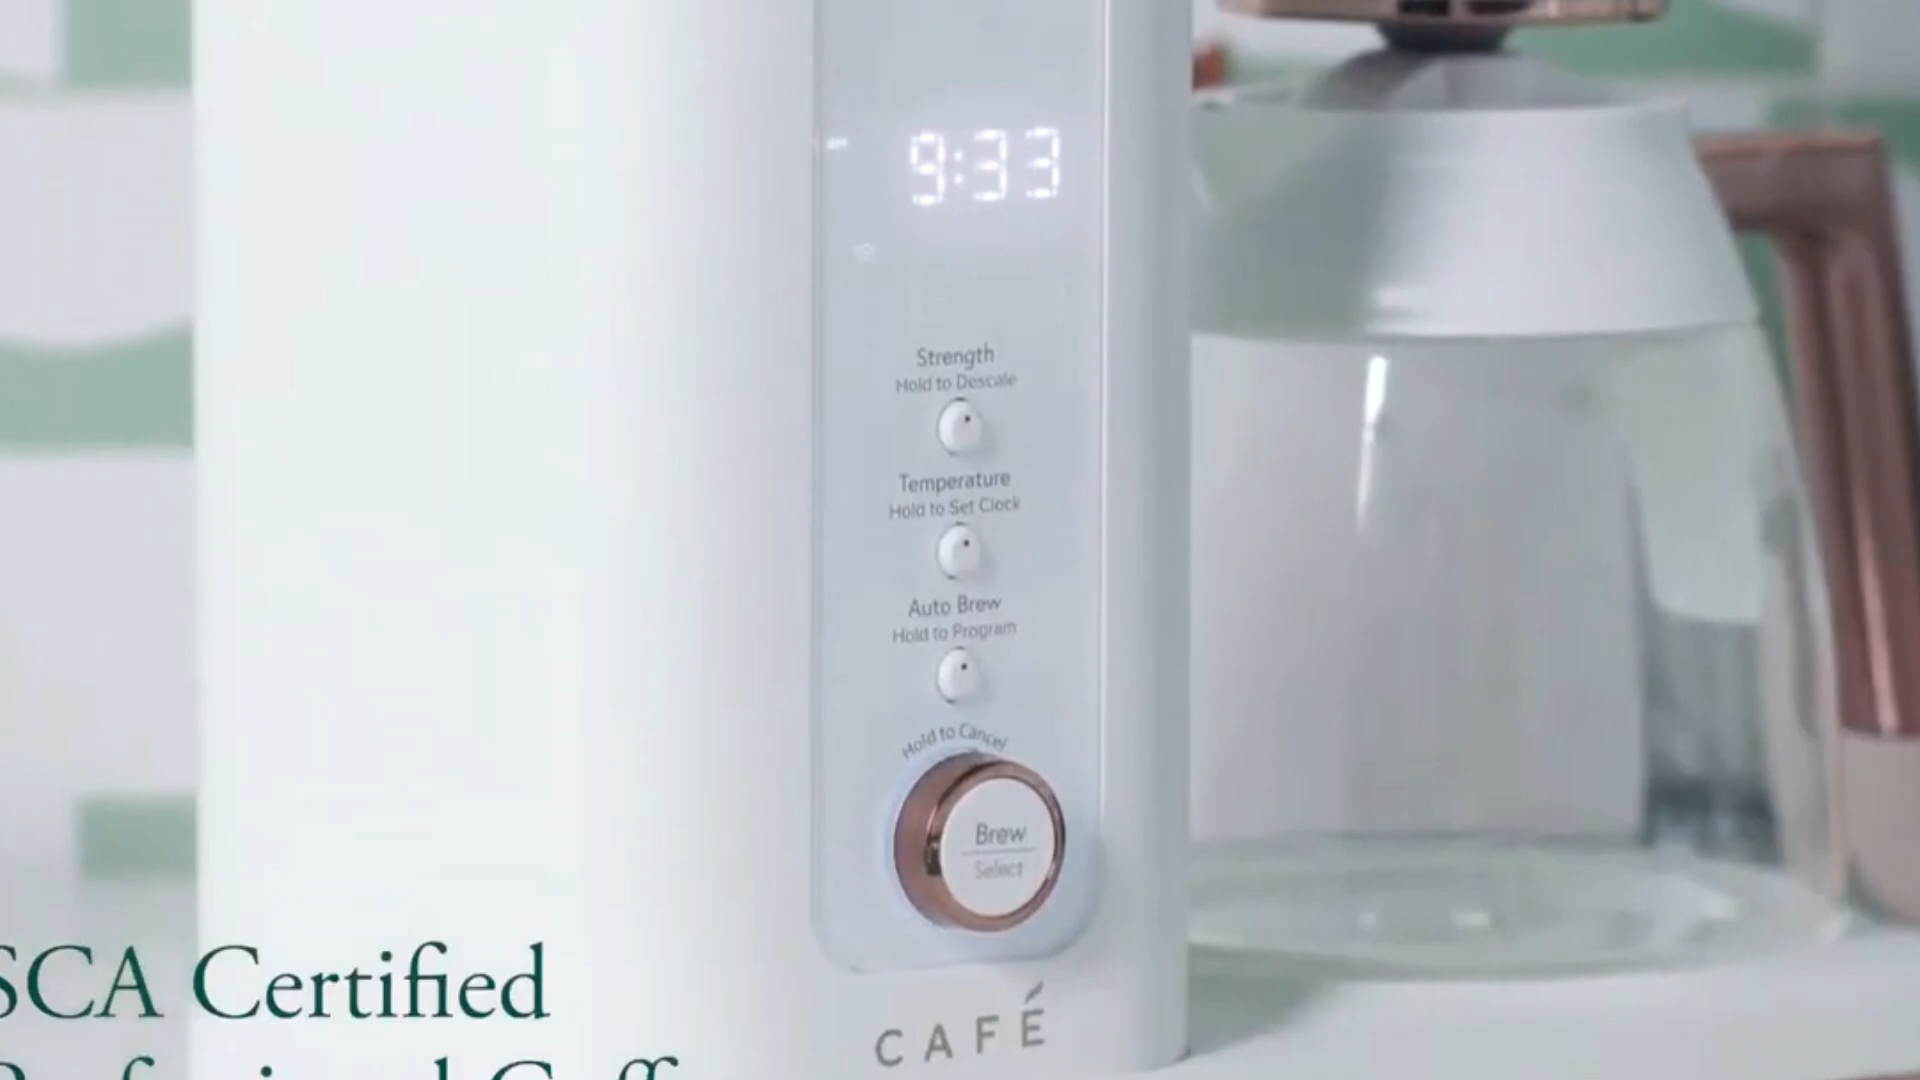 9:33
Strength
Hold to Descale
Temperature
Hold to Set Clock
Auto Brew
Hold to Program
Hold to Cancel
Brew
Select
CAFÉ
SCA Certified